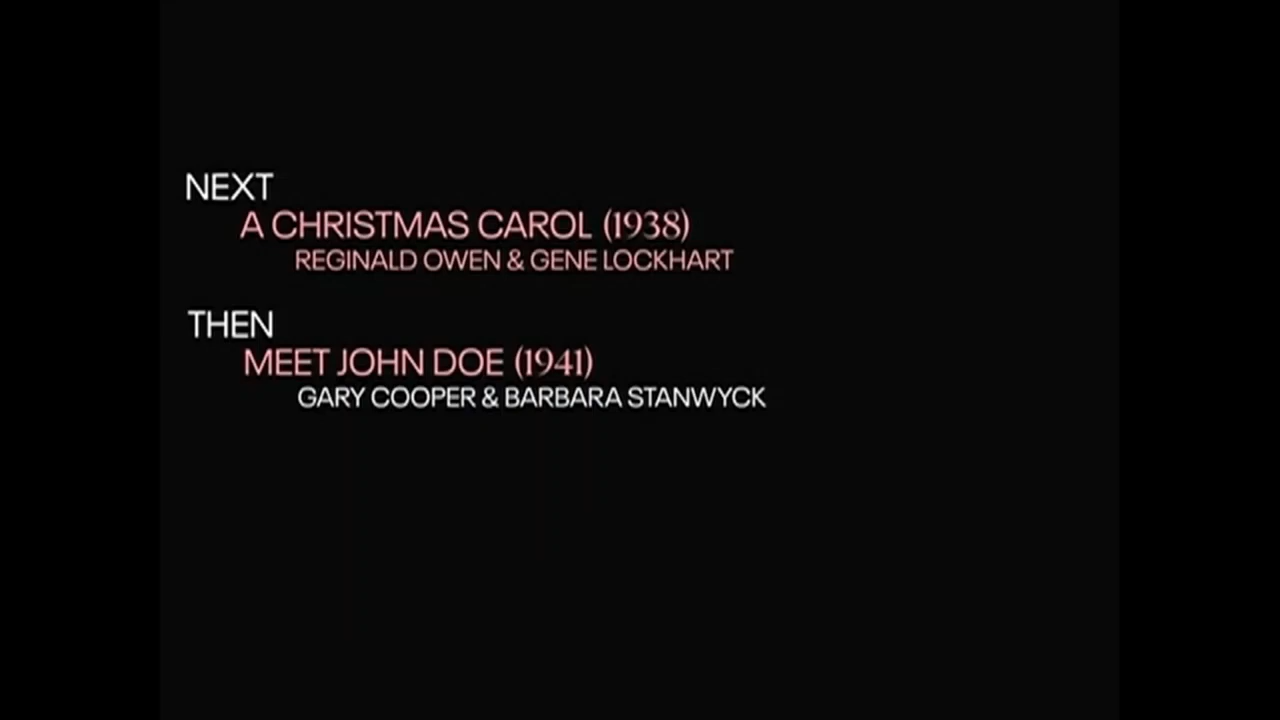 NEXT
A CHRISTMAS CAROL (1938)
REGINALD OWEN & GENE LOCKHART
THEN
MEET JOHN DOE (1941)
GARY COOPER & BARBARA STANWYCK